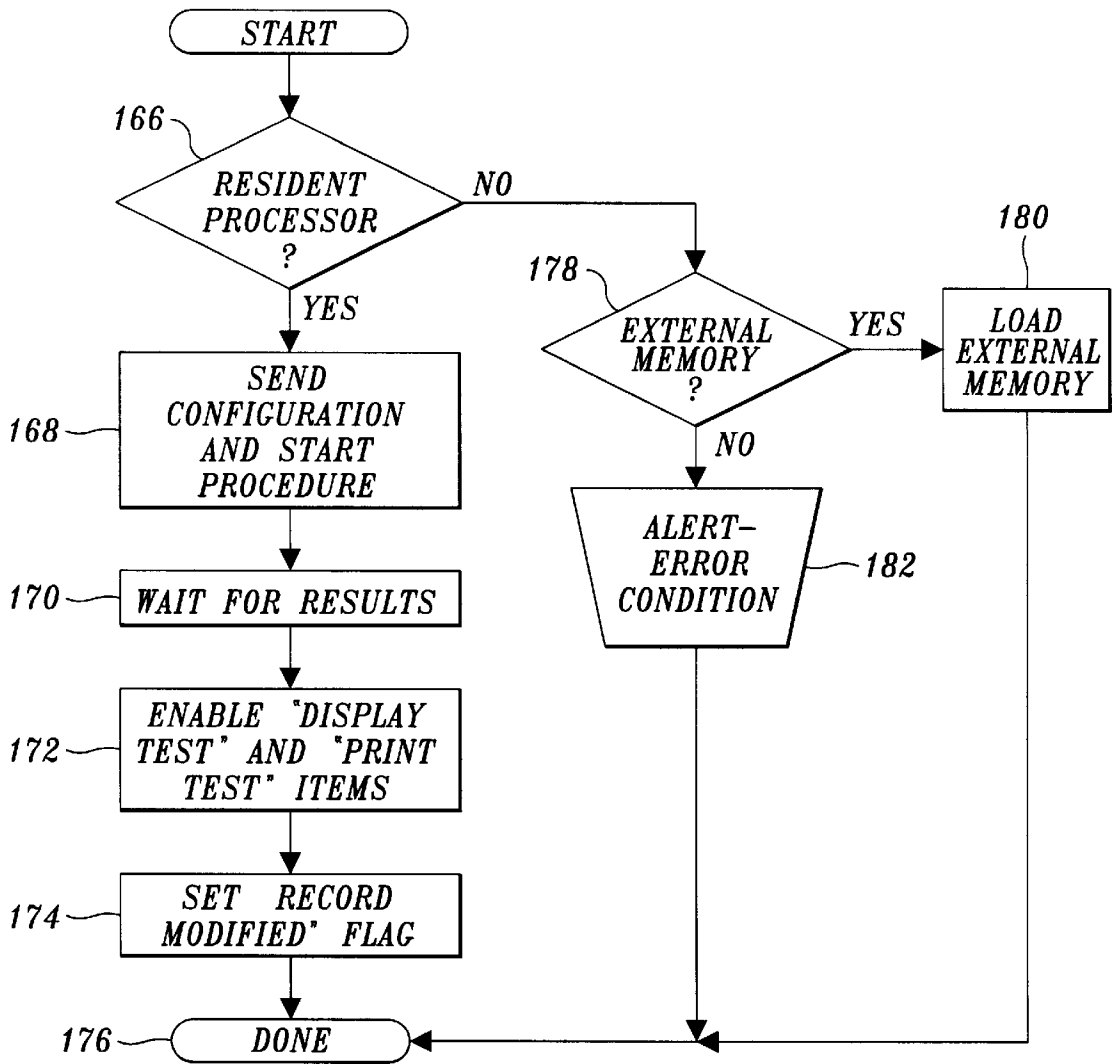 START
166
RESIDENT
PROCESSOR
?
NO
YES
178
EXTERNAL
MEMORY
?
YES
NO
180
LOAD
EXTERNAL
MEMORY
168
SEND
CONFIGURATION
AND START
PROCEDURE
ALERT-
ERROR
CONDITION
182
170
WAIT FOR RESULTS
172
ENABLE "DISPLAY
TEST" AND "PRINT
TEST" ITEMS
174
SET RECORD
MODIFIED" FLAG
176
DONE